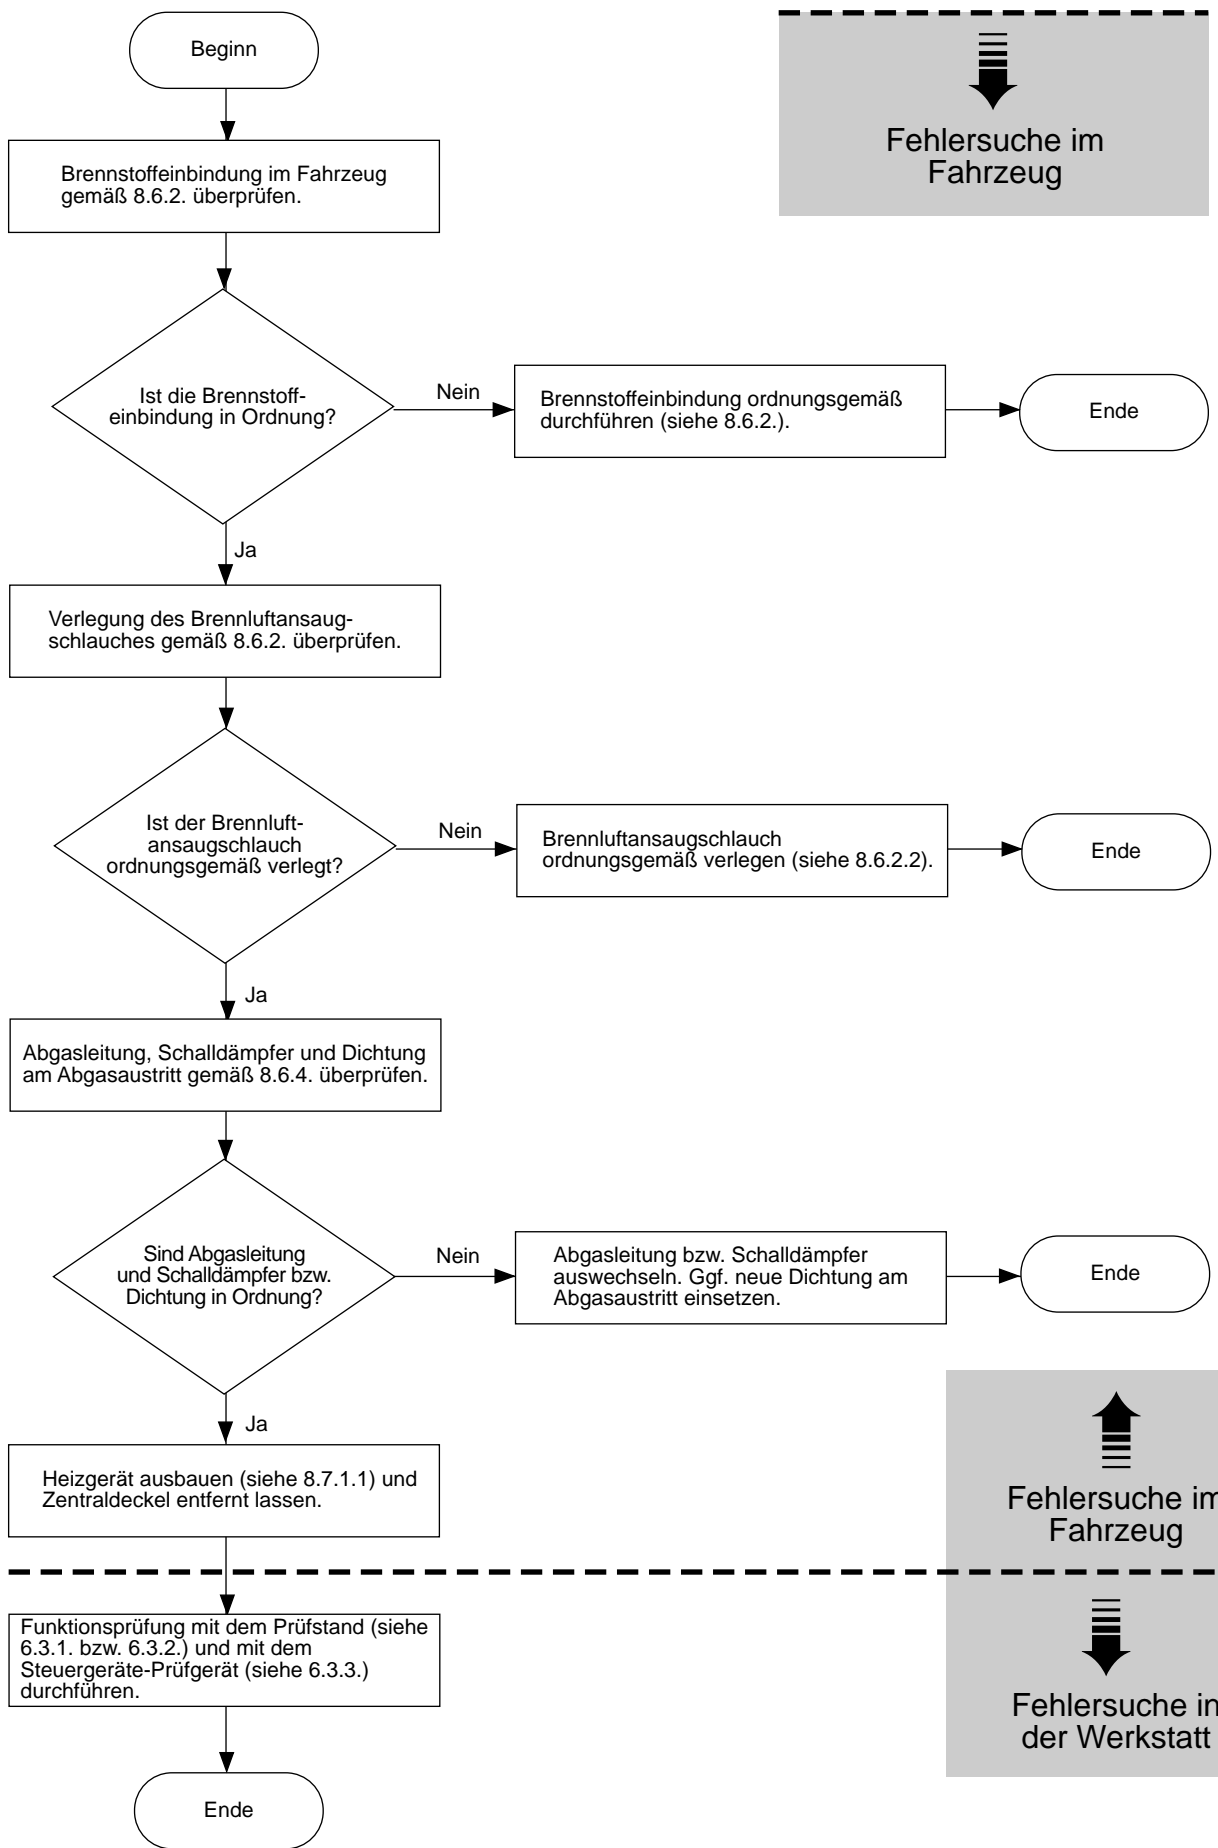 Beginn
Fehlersuche im
Fahrzeug
Brennstoffeinbindung im Fahrzeug
gemäß 8.6.2. überprüfen.
Ist die Brennstoff-
einbindung in Ordnung?
Nein
Brennstoffeinbindung ordnungsgemäß
durchführen (siehe 8.6.2.).
Ende
Ja
Verlegung des Brennluftansaug-
schlauches gemäß 8.6.2. überprüfen.
Ist der Brennluft-
ansaugschlauch
ordnungsgemäß verlegt?
Nein
Brennluftansaugschlauch
ordnungsgemäß verlegen (siehe 8.6.2.2).
Ende
Ja
Abgasleitung, Schalldämpfer und Dichtung
am Abgasaustritt gemäß 8.6.4. überprüfen.
Sind Abgasleitung
und Schalldämpfer bzw.
Dichtung in Ordnung?
Nein
Abgasleitung bzw. Schalldämpfer
auswechseln. Ggf. neue Dichtung am
Abgasaustritt einsetzen.
Ende
Ja
Heizgerät ausbauen (siehe 8.7.1.1) und
Zentraldeckel entfernt lassen.
Fehlersuche im
Fahrzeug
Funktionsprüfung mit dem Prüfstand (siehe
6.3.1. bzw. 6.3.2.) und mit dem
Steuergeräte-Prüfgerät (siehe 6.3.3.)
durchführen.
Fehlersuche in
der Werkstatt
Ende